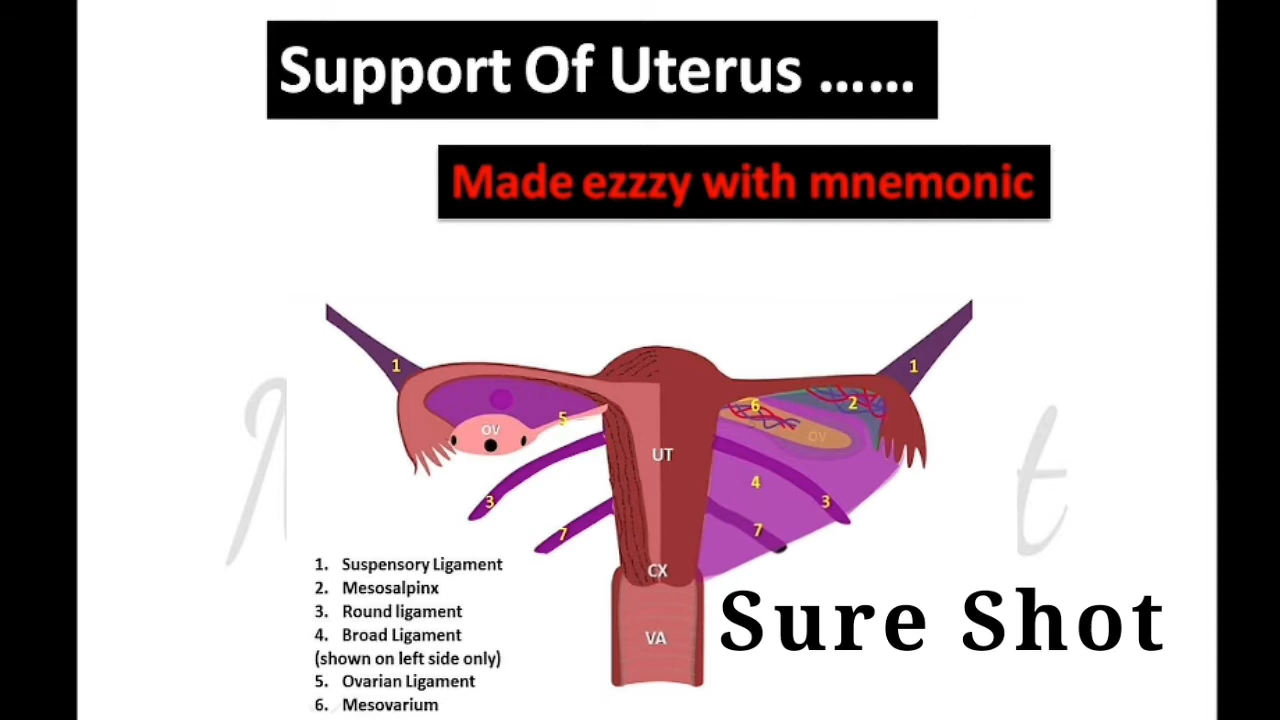 Support Of Uterus ......
Made ezzzy with mnemonic
1 1
6 2
5
OV OV
UT
4
3 3
7 7
CX
1. Suspensory Ligament
2. Mesosalpinx
3. Round ligament
4. Broad Ligament
(shown on left side only)
5. Ovarian Ligament
6. Mesovarium
VA
Sure Shot